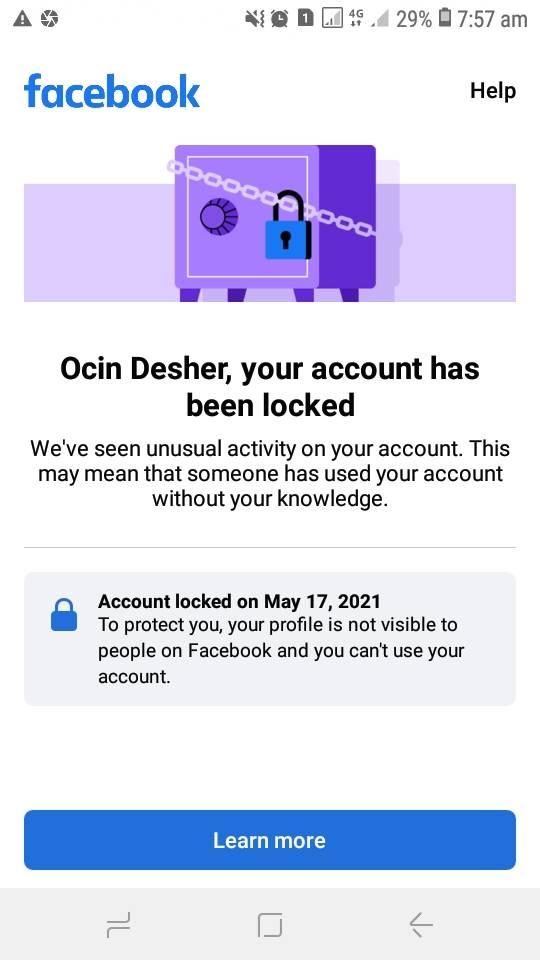 1 4G 29% 7:57 am
facebook
Help
Ocin Desher, your account has
been locked
We've seen unusual activity on your account. This
may mean that someone has used your account
without your knowledge.
Account locked on May 17, 2021
To protect you, your profile is not visible to
people on Facebook and you can't use your
account.
Learn more